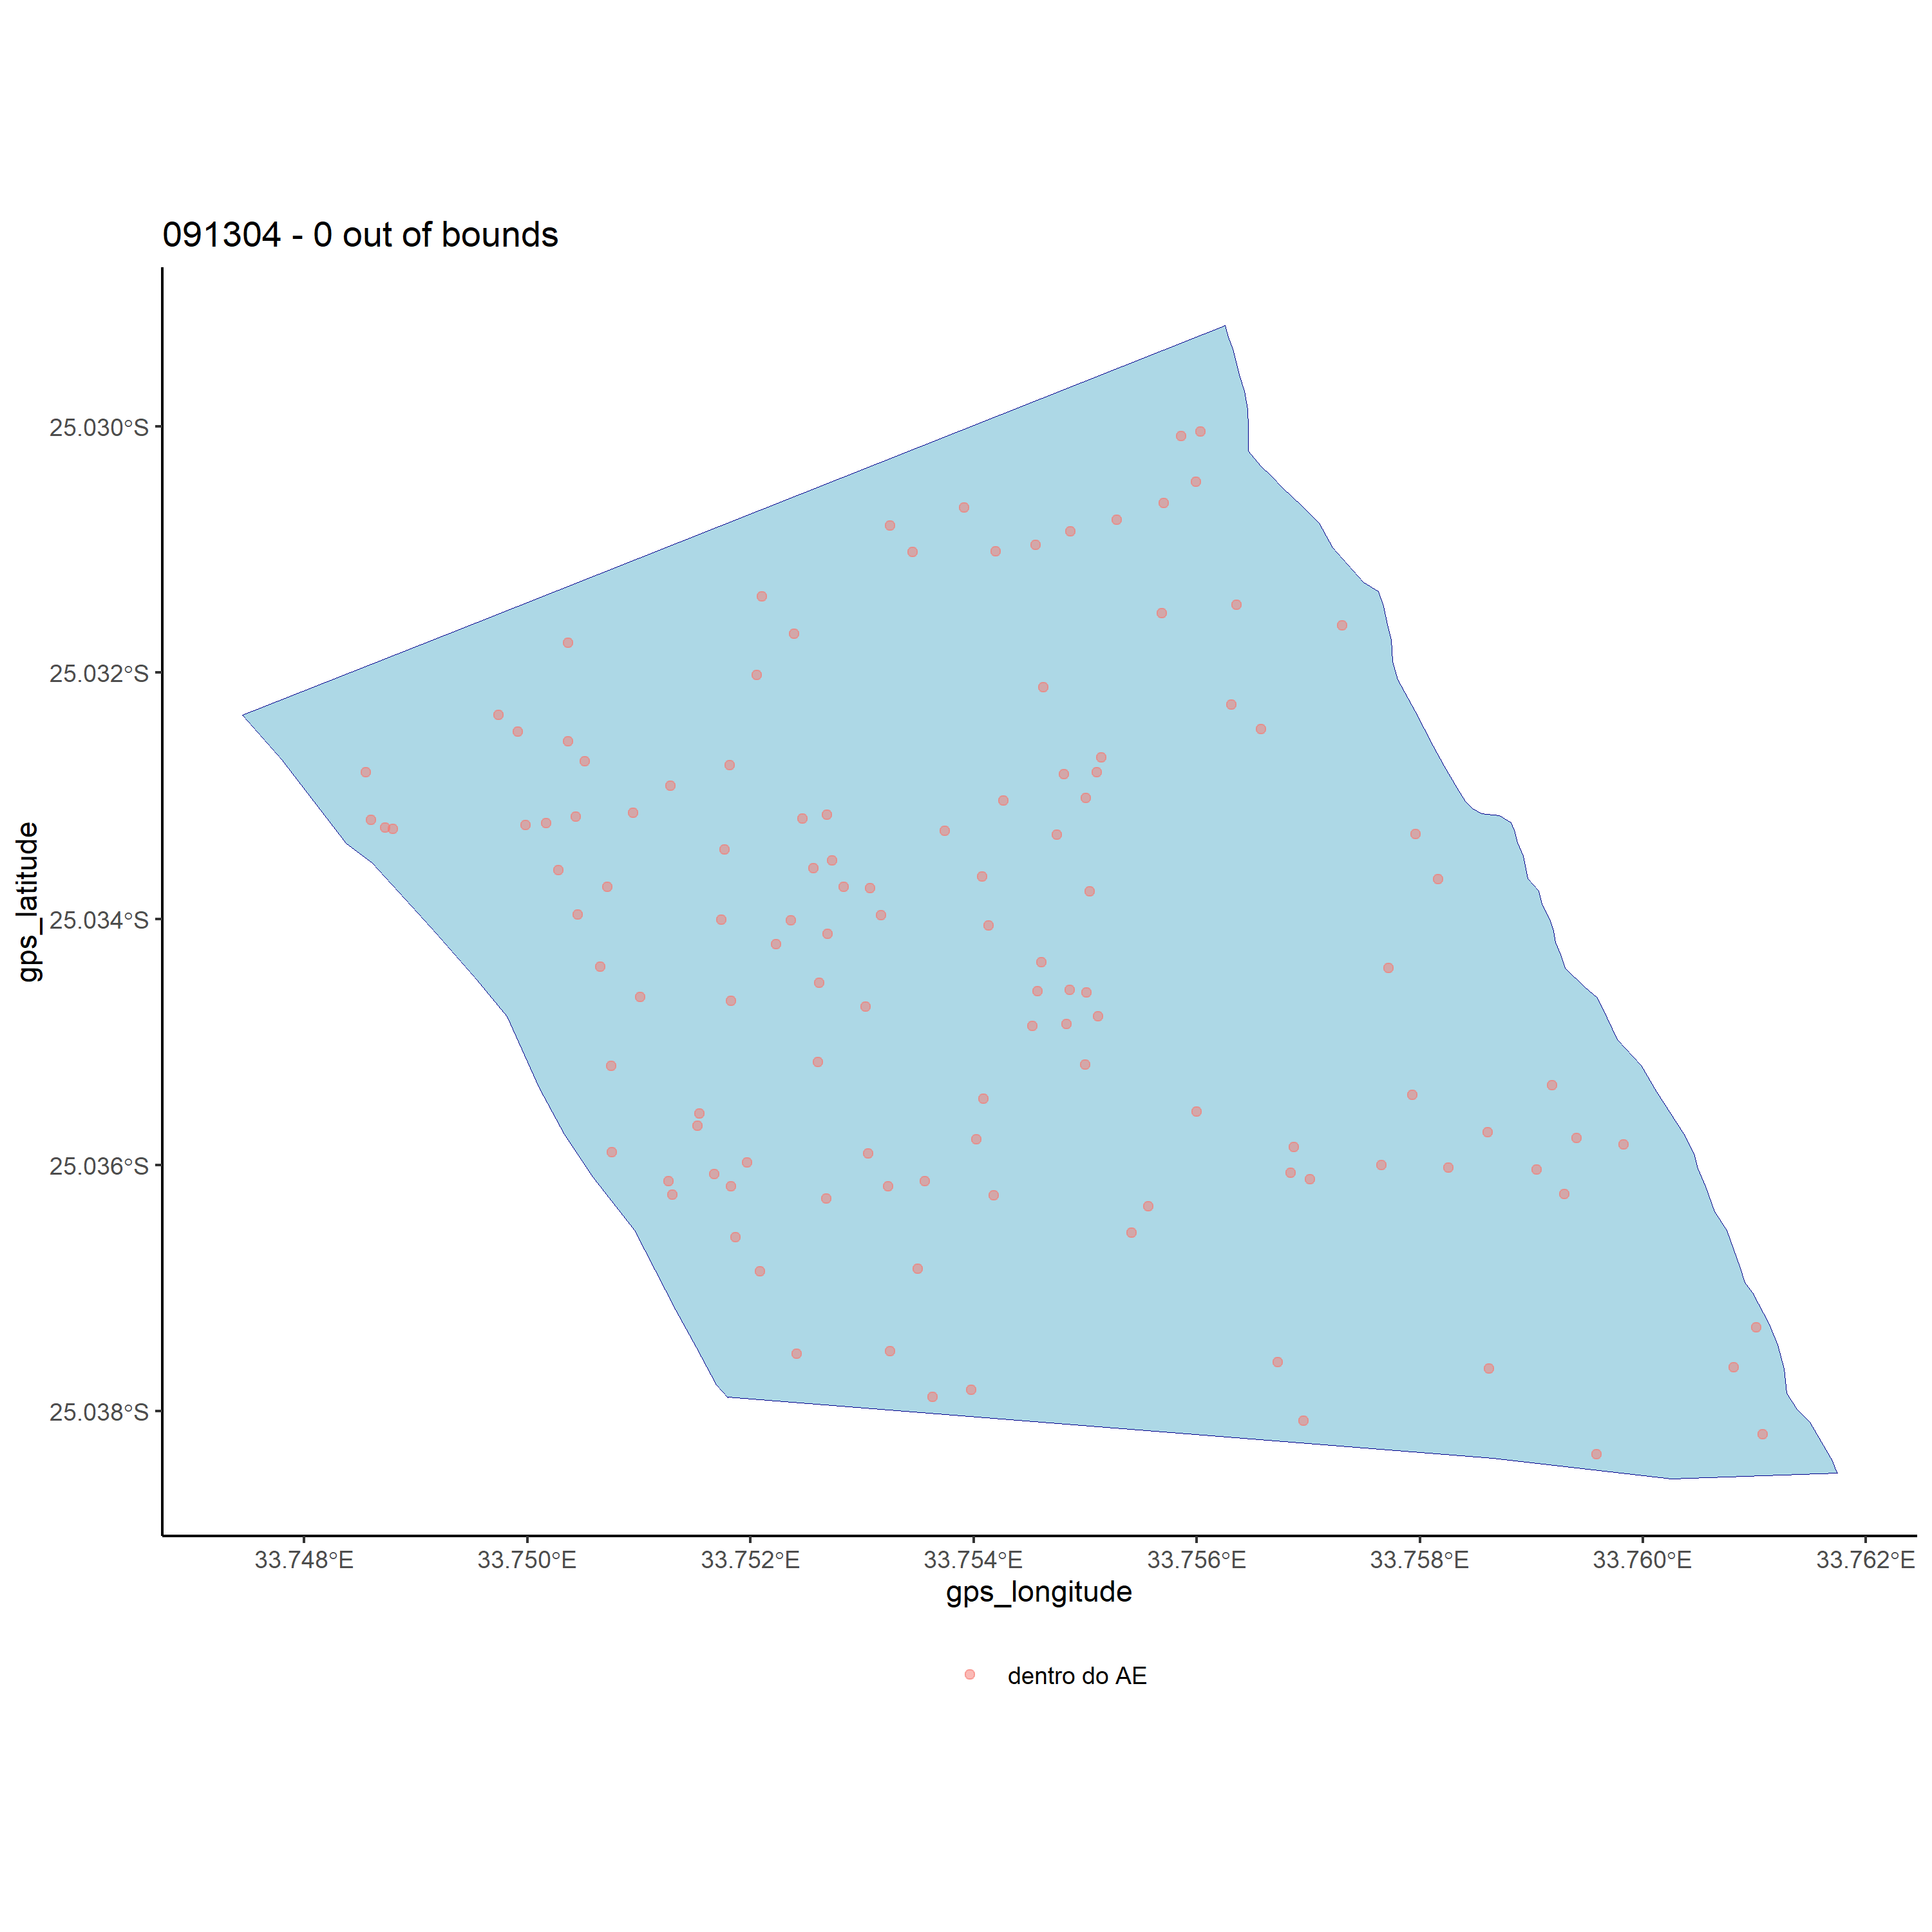 091304 - 0 out of bounds
25.030°S
25.032°S
25.034°S
25.036°S
25.038°S
gps_latitude
33.748°E 33.750°E 33.752°E 33.754°E 33.756°E 33.758°E 33.760°E 33.762°E
gps_longitude
dentro do AE